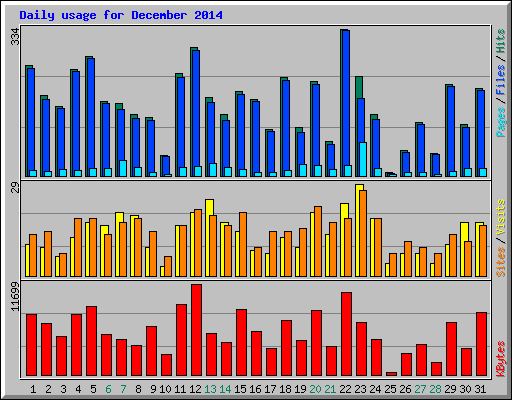 Daily usage for December 2014
334
Pages / Files / Hits
29
Sites / Visits
11699
KBytes
1 2 3 4 5 6 7 8 9 10 11 12 13 14 15 16 17 18 19 20 21 22 23 24 25 26 27 28 29 30 31